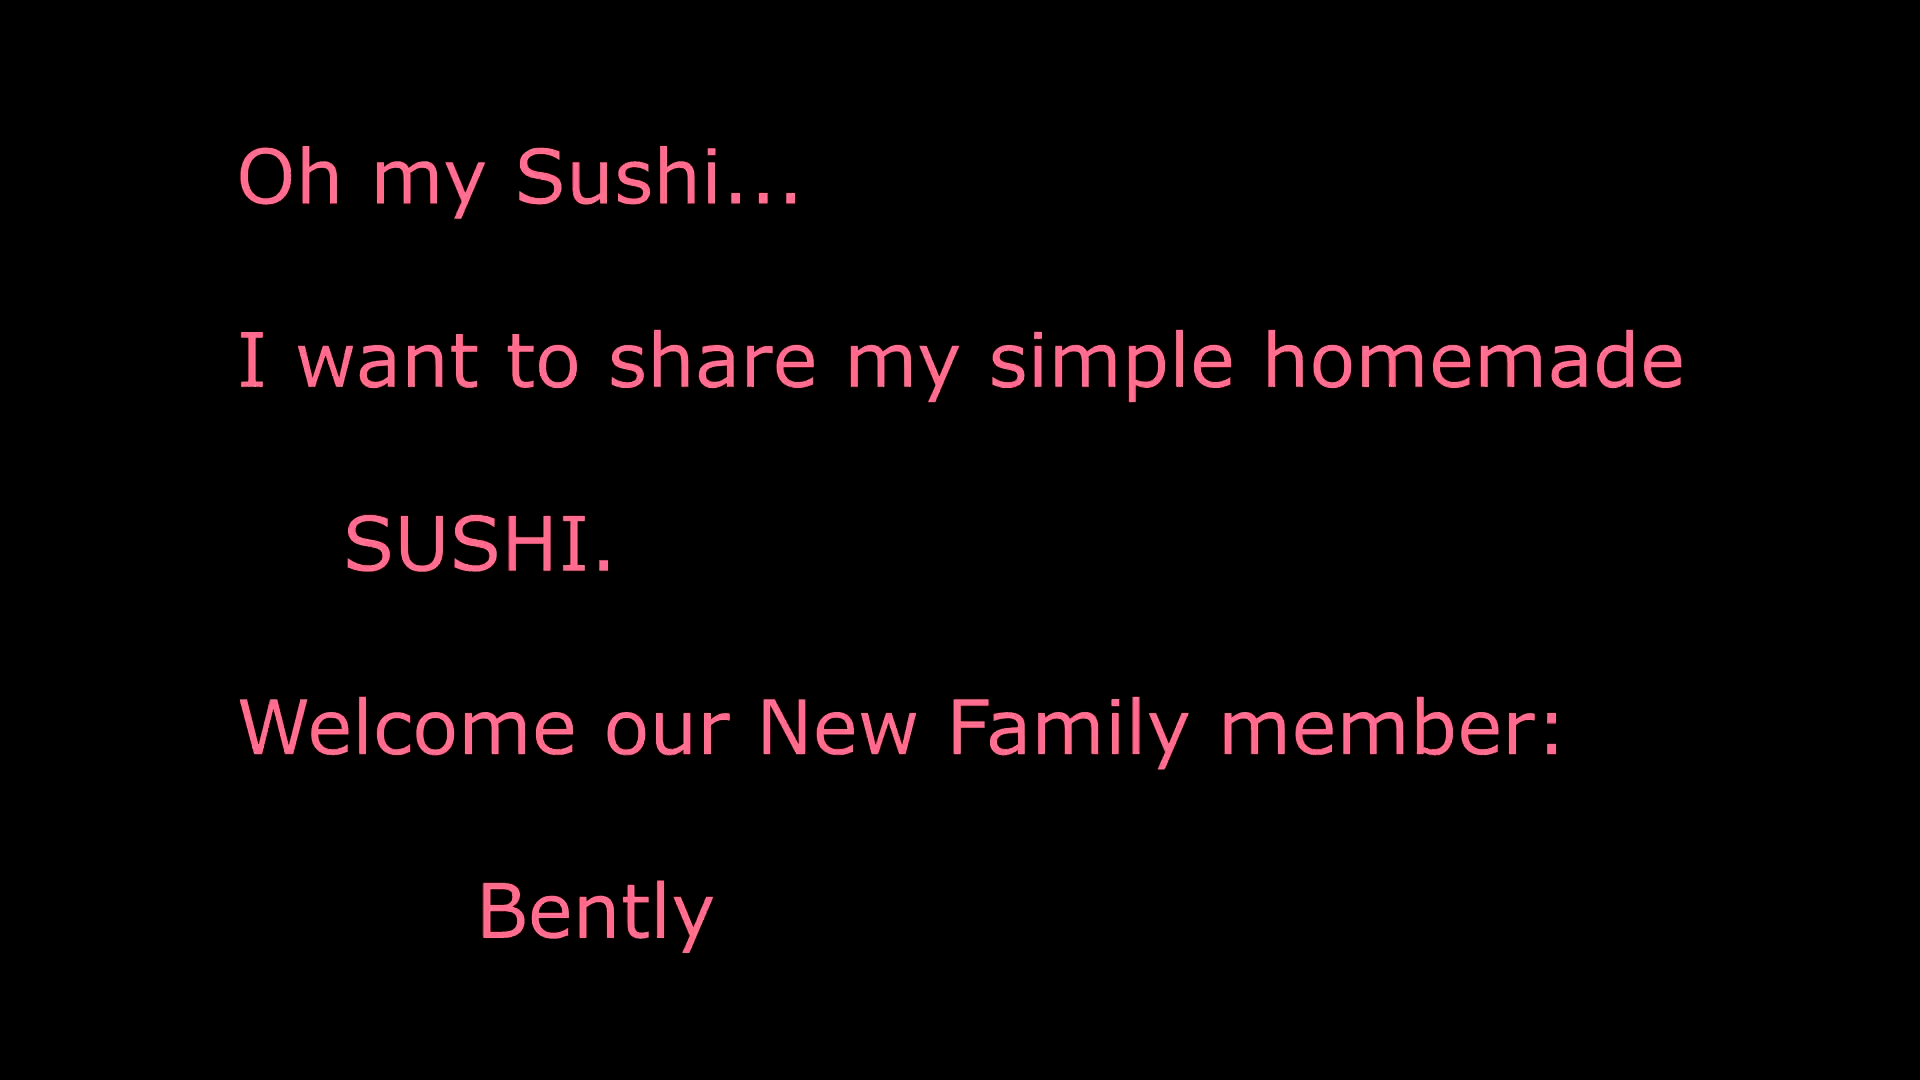 Oh my Sushi...
I want to share my simple homemade
SUSHI.
Welcome our New Family member:
Bently